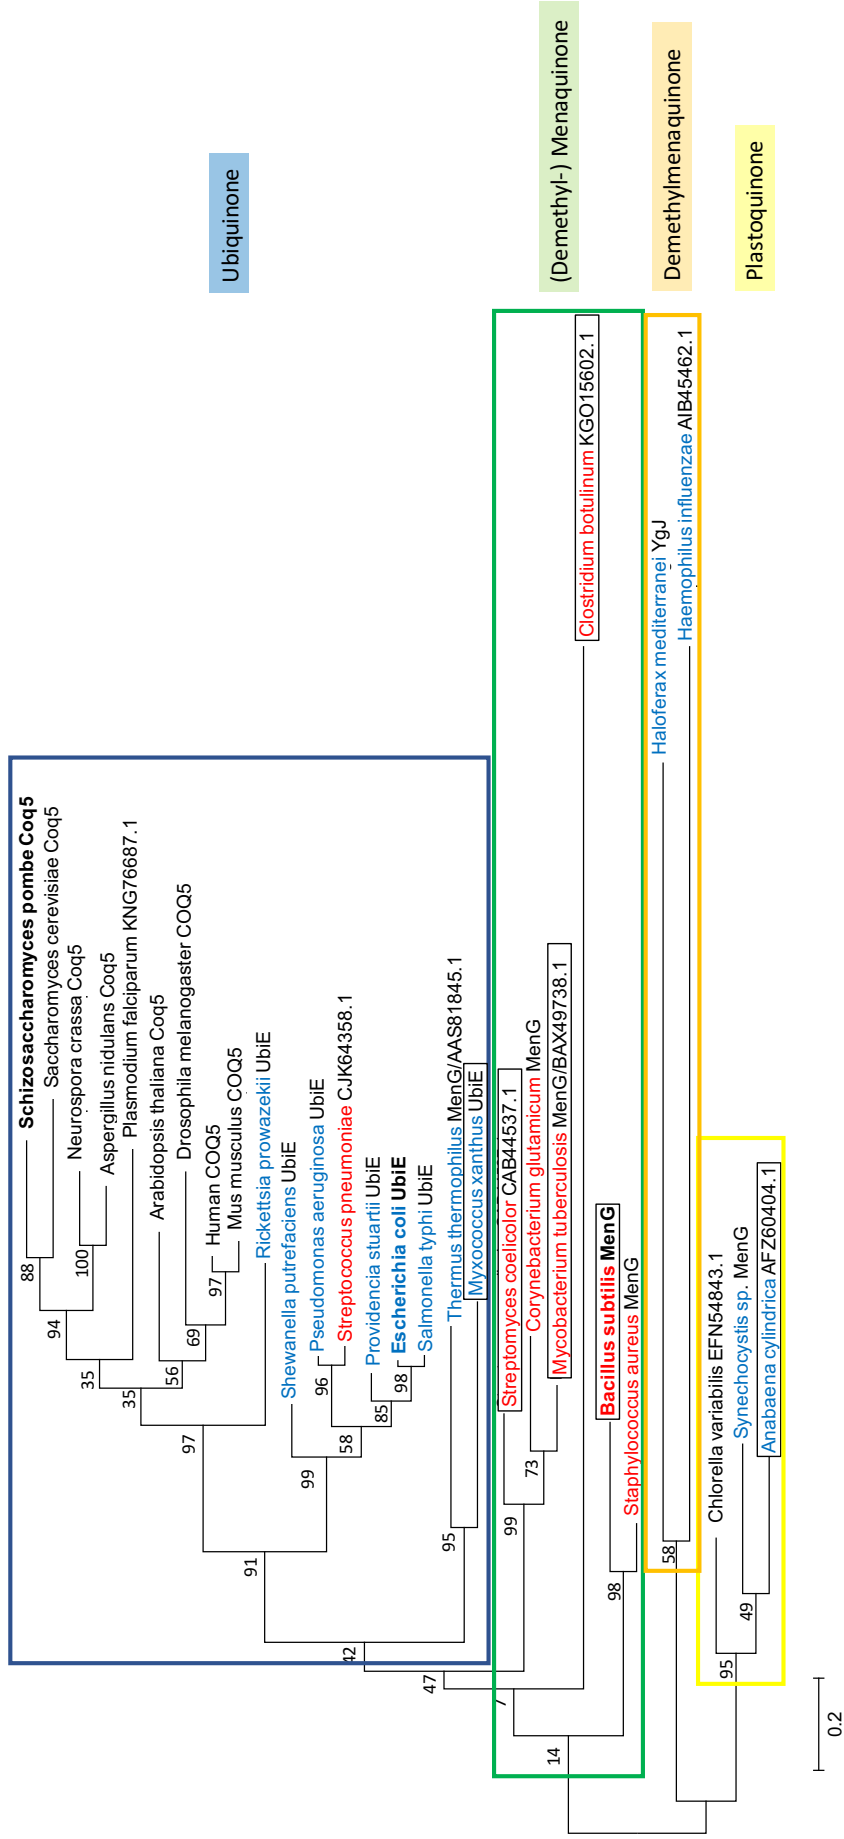 Schizosaccharomyces pombe Coq5
Saccharomyces cerevisiae Coq5
Neurospora crassa Coq5
Aspergillus nidulans Coq5
Plasmodium falciparum KNG76687.1
Arabidopsis thaliana Coq5
Drosophila melanogaster COQ5
Human COQ5
Mus musculus COQ5
Rickettsia prowazekii UbiE
Shewanella putrefaciens UbiE
Pseudomonas aeruginosa UbiE
Streptococcus pneumoniae CJK64358.1
Providencia stuartii UbiE
Escherichia coli UbiE
Salmonella typhi UbiE
Thermus thermophilus MenG/AAS81845.1
Myxococcus xanthus UbiE
Streptomyces coelicolor CAB44537.1
Corynebacterium glutamicum MenG
Mycobacterium tuberculosis MenG/BAX49738.1
Clostridium botulinum KGO15602.1
Bacillus subtilis MenG
Staphylococcus aureus MenG
Haloferax mediterranei YgJ
Haemophilus influenzae AIB45462.1
Chlorella variabilis EFN54843.1
Synechocystis sp. MenG
Anabaena cylindrica AFZ60404.1
88
94
100
35
35
56
69
97
97
91
99
96
58
85
98
95
42
47
99
73
7
14
98
58
95
49
0.2
Ubiquinone
(Demethyl-) Menaquinone
Demethylmenaquinone
Plastoquinone